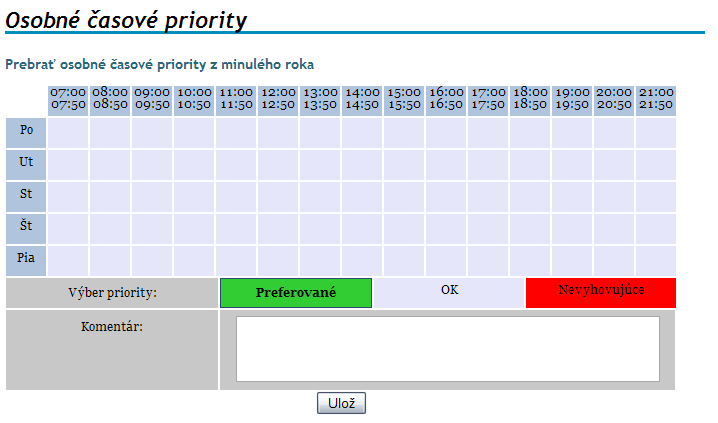 Osobné časové priority
Prebrať osobné časové priority z minulého roka
07:00 08:00 09:00 10:00 11:00 12:00 13:00 14:00 15:00 16:00 17:00 18:00 19:00 20:00 21:00
07:50 08:50 09:50 10:50 11:50 12:50 13:50 14:50 15:50 16:50 17:50 18:50 19:50 20:50 21:50
Po
Ut
St
Št
Pia
Výber priority: Preferované OK Nevyhovujúce
Komentár:
Ulož